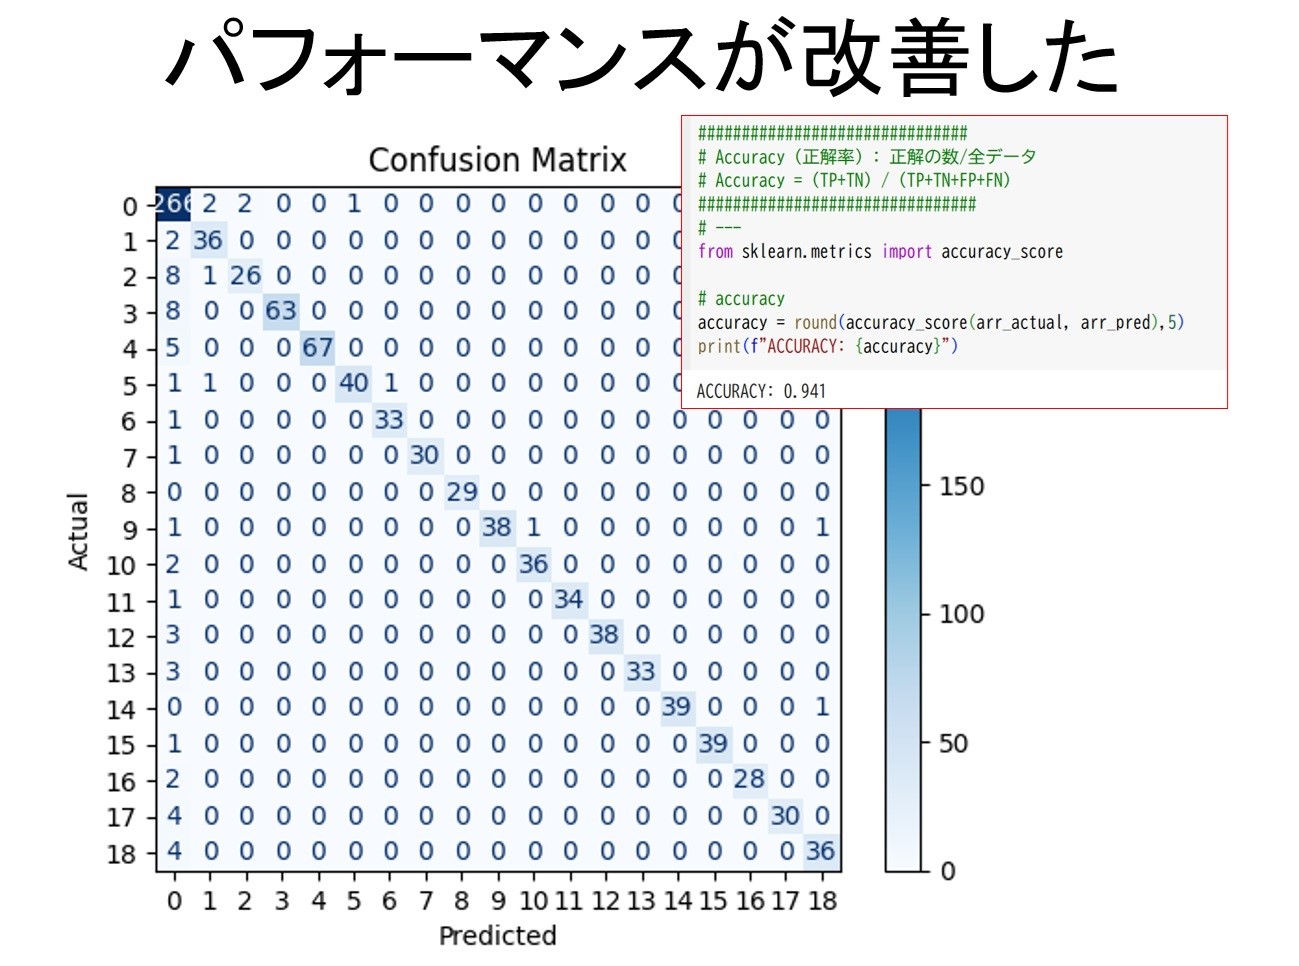 パフォーマンスが改善した
Confusion Matrix
###############################
# Accuracy (正解率) : 正解の数/全データ
# Accuracy = (TP+TN) / (TP+TN+FP+FN)
################################
# ---
from sklearn.metrics import accuracy_score
# accuracy
accuracy = round(accuracy_score(arr_actual, arr_pred),5)
print(f"ACCURACY: {accuracy}")
ACCURACY: 0.941
Actual
0 266 2 2 0 0 1 0 0 0 0 0 0 0 0 0
1 2 36 0 0 0 0 0 0 0 0 0 0 0 0 0
2 8 1 26 0 0 0 0 0 0 0 0 0 0 0 0
3 8 0 0 63 0 0 0 0 0 0 0 0 0 0 0
4 5 0 0 0 67 0 0 0 0 0 0 0 0 0 0
5 1 1 0 0 0 40 1 0 0 0 0 0 0 0 0
6 1 0 0 0 0 0 33 0 0 0 0 0 0 0 0 0 0 0 0
7 1 0 0 0 0 0 0 30 0 0 0 0 0 0 0 0 0 0 0
8 0 0 0 0 0 0 0 0 29 0 0 0 0 0 0 0 0 0 0
9 1 0 0 0 0 0 0 0 0 38 1 0 0 0 0 0 0 0 1
10 2 0 0 0 0 0 0 0 0 0 36 0 0 0 0 0 0 0 0
11 1 0 0 0 0 0 0 0 0 0 0 34 0 0 0 0 0 0 0
12 3 0 0 0 0 0 0 0 0 0 0 0 38 0 0 0 0 0 0
13 3 0 0 0 0 0 0 0 0 0 0 0 0 33 0 0 0 0 0
14 0 0 0 0 0 0 0 0 0 0 0 0 0 0 39 0 0 0 1
15 1 0 0 0 0 0 0 0 0 0 0 0 0 0 0 39 0 0 0
16 2 0 0 0 0 0 0 0 0 0 0 0 0 0 0 0 28 0 0
17 4 0 0 0 0 0 0 0 0 0 0 0 0 0 0 0 0 30 0
18 4 0 0 0 0 0 0 0 0 0 0 0 0 0 0 0 0 0 36
0 1 2 3 4 5 6 7 8 9 10 11 12 13 14 15 16 17 18
Predicted
150
100
50
0